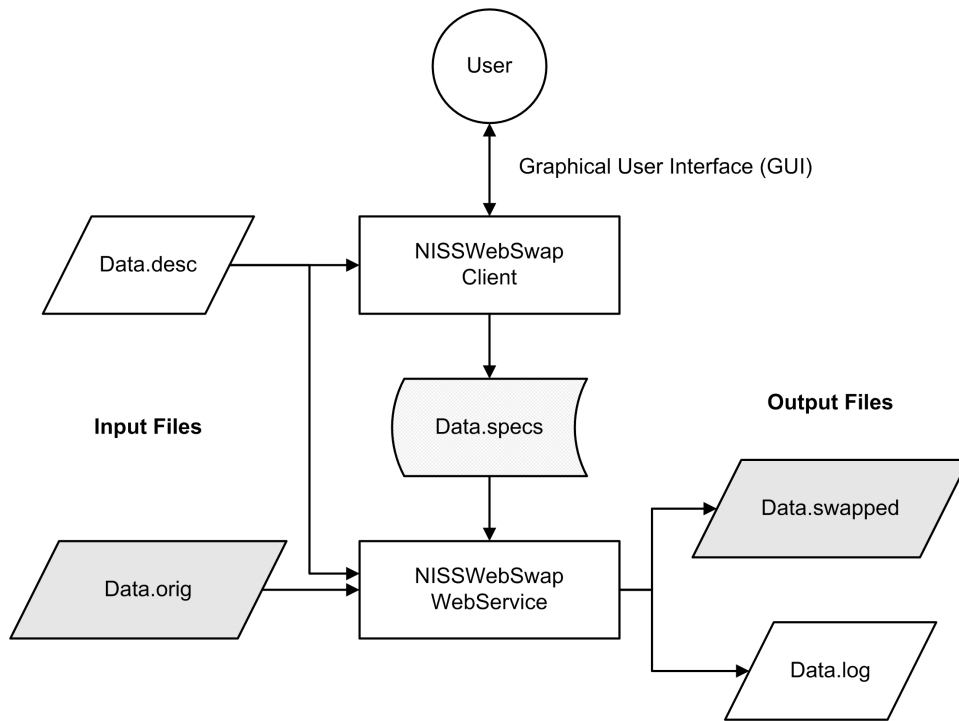 User
Graphical User Interface (GUI)
Data.desc
NISSWebSwap
Client
Input Files
Data.specs
Output Files
Data.swapped
Data.orig
NISSWebSwap
WebService
Data.log